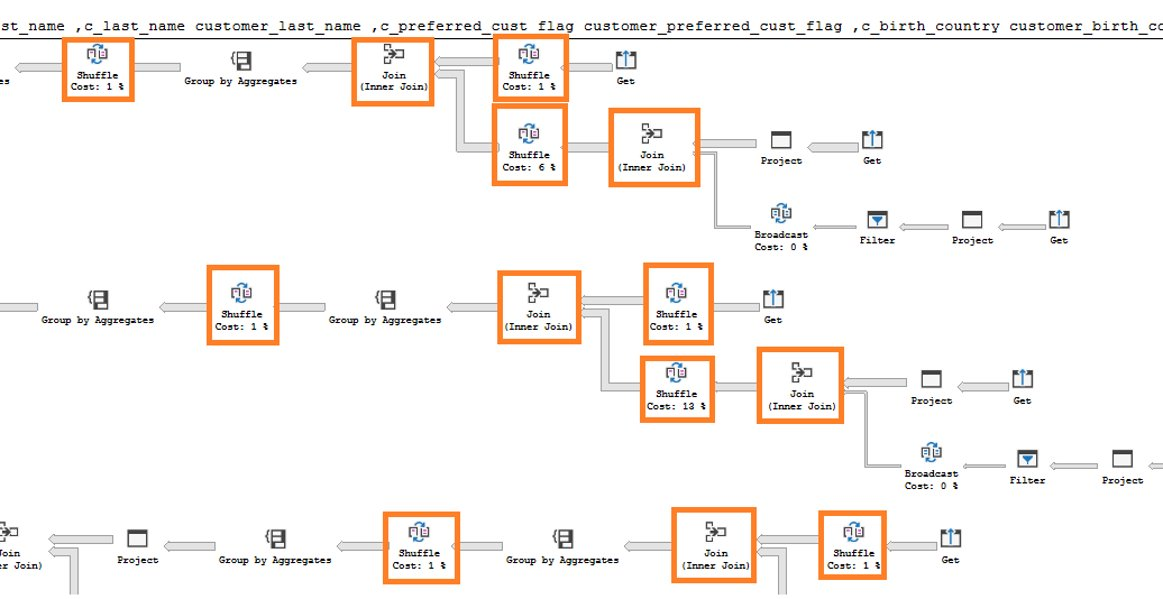 st_name ,c_last_name customer_last_name ,c_preferred_cust_flag customer_preferred_cust_flag ,c_birth_country customer_birth_co
es
Shuffle
Cost: 1 %
Group by Aggregates
Join
(Inner Join)
Shuffle
Cost: 1 %
Get
Shuffle
Cost: 6 %
Join
(Inner Join)
Project
Get
Broadcast
Cost: 0 %
Filter
Project
Get
Group by Aggregates
Shuffle
Cost: 1 %
Group by Aggregates
Join
(Inner Join)
Shuffle
Cost: 1 %
Get
Shuffle
Cost: 13 %
Join
(Inner Join)
Project
Get
Broadcast
Cost: 0 %
Filter
Project
Join
er Join)
Project
Group by Aggregates
Shuffle
Cost: 1 %
Group by Aggregates
Join
(Inner Join)
Shuffle
Cost: 1 %
Get